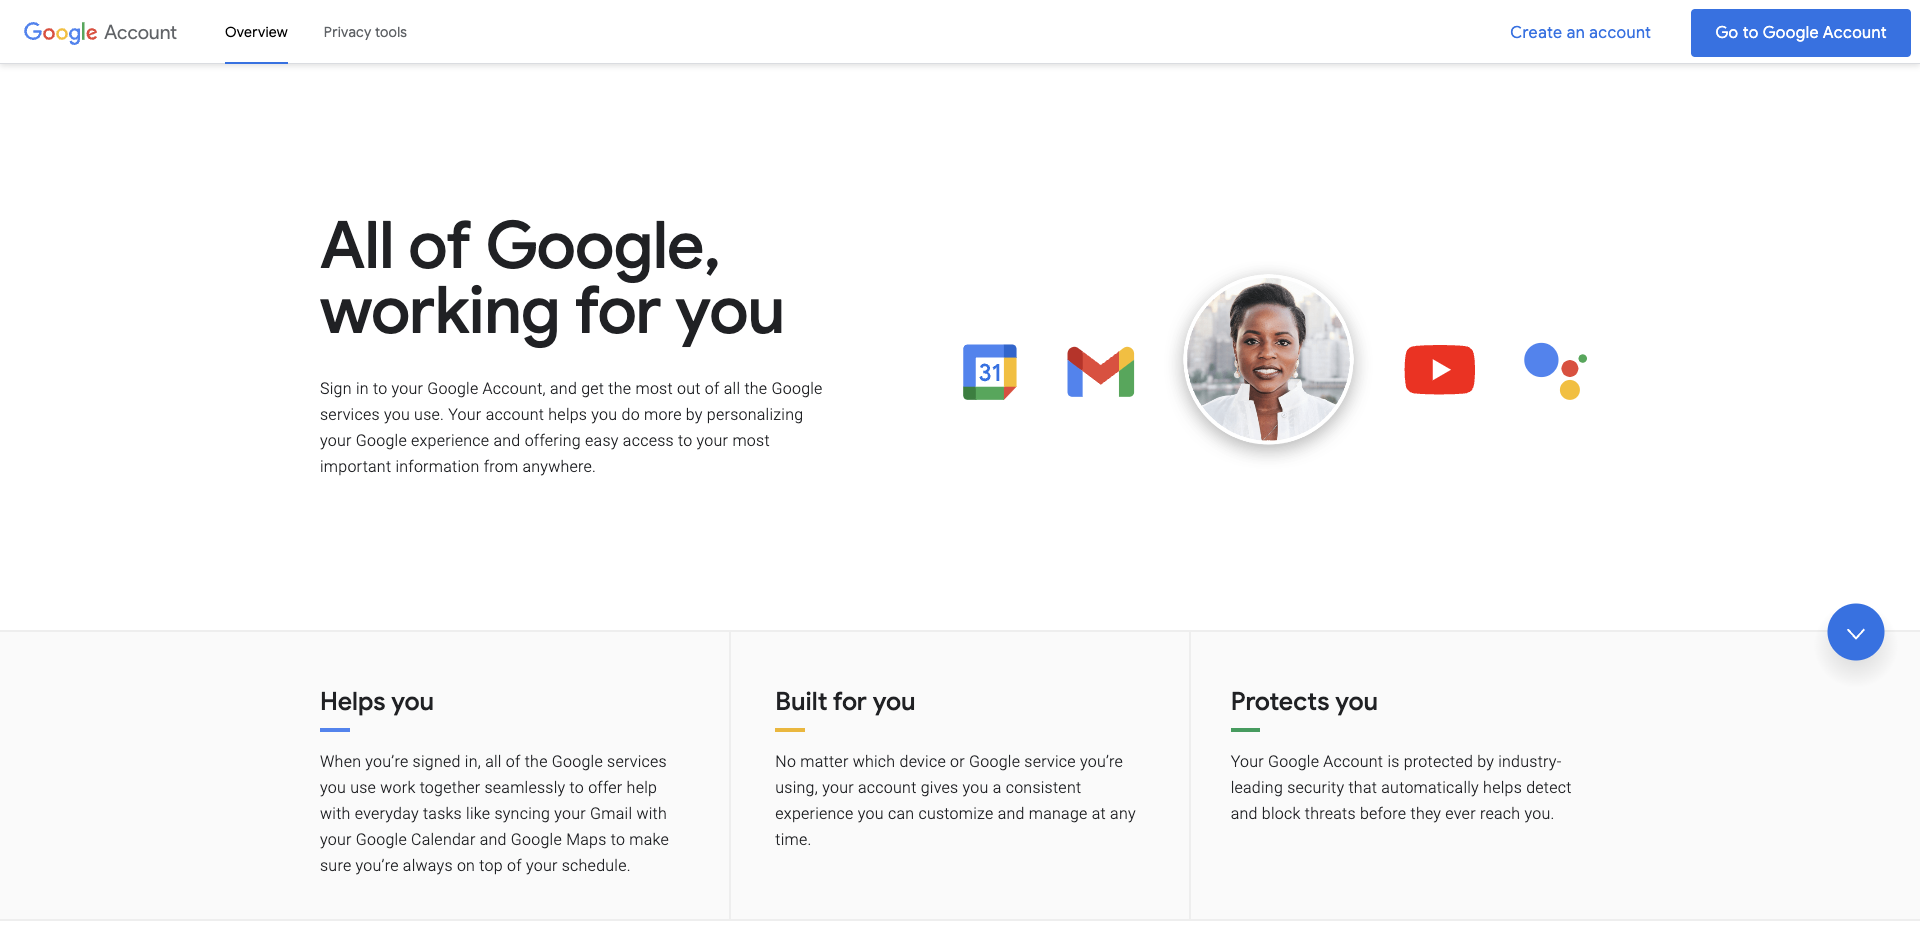 Google Account
Overview
Privacy tools
Create an account
Go to Google Account
All of Google,
working for you
Sign in to your Google Account, and get the most out of all the Google
services you use. Your account helps you do more by personalizing
your Google experience and offering easy access to your most
important information from anywhere.
31
Helps you
When you’re signed in, all of the Google services
you use work together seamlessly to offer help
with everyday tasks like syncing your Gmail with
your Google Calendar and Google Maps to make
sure you’re always on top of your schedule.
Built for you
No matter which device or Google service you’re
using, your account gives you a consistent
experience you can customize and manage at any
time.
Protects you
Your Google Account is protected by industry-
leading security that automatically helps detect
and block threats before they ever reach you.